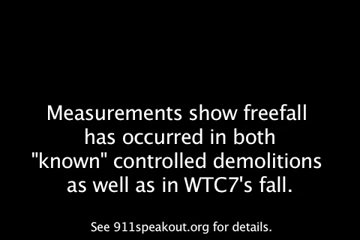 Measurements show freefall
has occurred in both
"known" controlled demolitions
as well as in WTC7's fall.
See 911speakout.org for details.